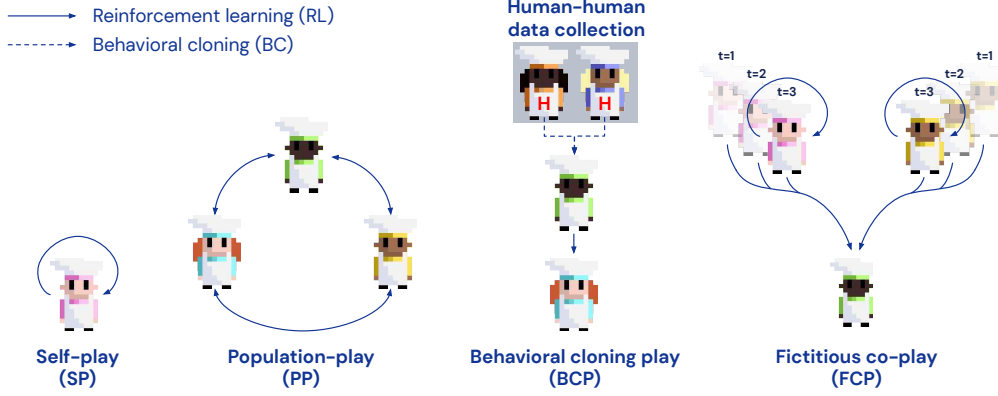 Reinforcement learning (RL)
Behavioral cloning (BC)
Human-human
data collection
H H
t=1
t=2
t=3
t=1
t=2
t=3
Self-play
(SP)
Population-play
(PP)
Behavioral cloning play
(BCP)
Fictitious co-play
(FCP)